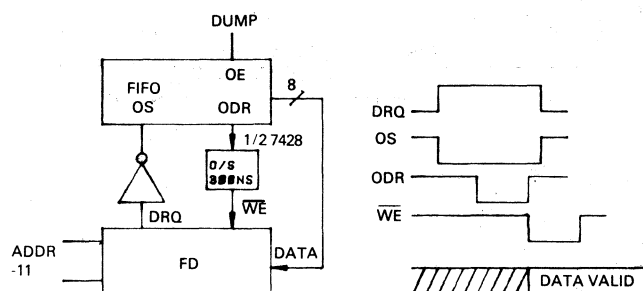 DUMP
OE
FIFO
OS
ODR
8
1/2 7428
O/S
300NS
WE
DRQ
ADDR
-11
FD
DATA
DRQ
OS
ODR
WE
DATA VALID